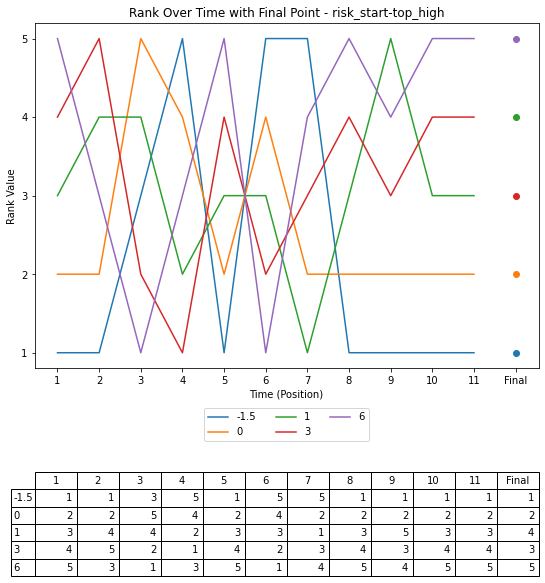 Rank Over Time with Final Point - risk_start-top_high
Rank Value
5
4
3
2
1
1 2 3 4 5 6 7 8 9 10 11 Final
Time (Position)
-1.5 1 6
0 3
1 2 3 4 5 6 7 8 9 10 11 Final
-1.5 1 1 3 5 1 5 5 1 1 1 1 1
0 2 2 5 4 2 4 2 2 2 2 2 2
1 3 4 4 2 3 3 1 3 5 3 3 4
3 4 5 2 1 4 2 3 4 3 4 4 3
6 5 3 1 3 5 1 4 5 4 5 5 5